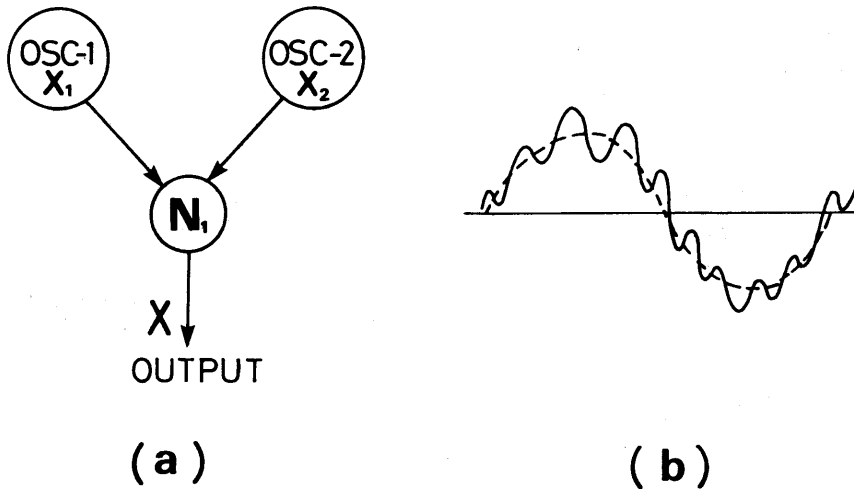 OSC-1
X₁
OSC-2
X₂
N₁
X
OUTPUT
(a)
(b)